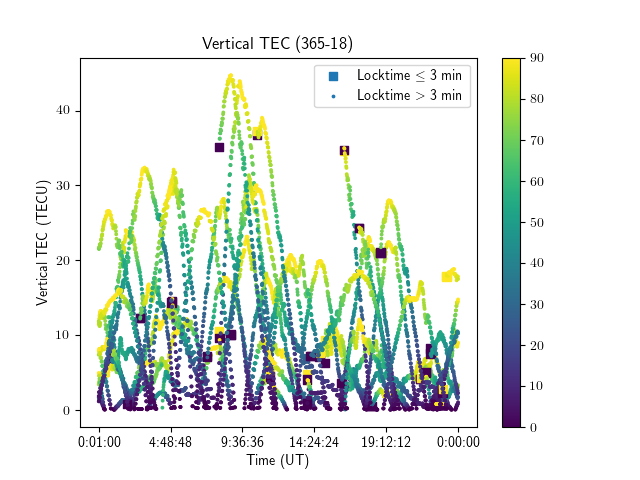 Vertical TEC (365-18)
Locktime ≤ 3 min
Locktime > 3 min
Vertical TEC (TECU)
40
30
20
10
0
0:01:00 4:48:48 9:36:36 14:24:24 19:12:12 0:00:00
Time (UT)
90
80
70
60
50
40
30
20
10
0